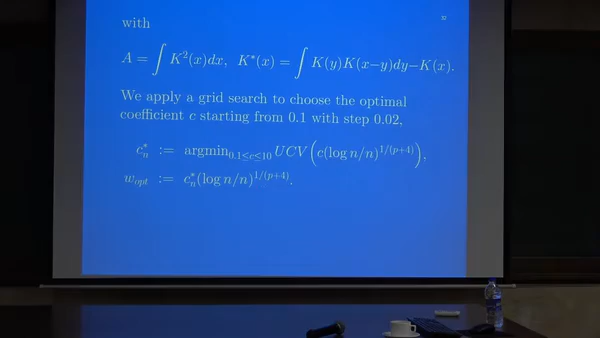 with
A = ∫ K²(x)dx, K*(x) = ∫ K(y)K(x−y)dy−K(x).
We apply a grid search to choose the optimal
coefficient c starting from 0.1 with step 0.02,
c*ₙ := argmin₀.₁≤c≤₁₀ UCV(c(log n/n)^1/(p+4)),
w_opt := c*ₙ(log n/n)^1/(p+4).